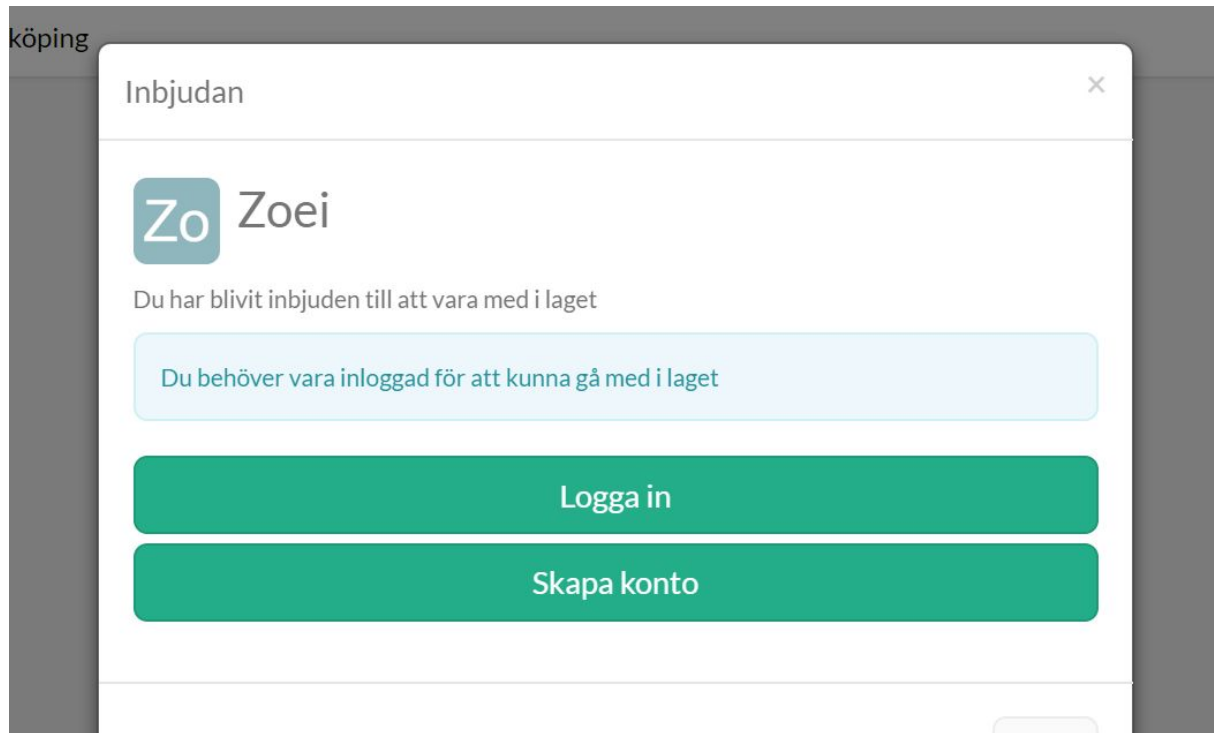 köping
Inbjudan
×
Zo
Zoei
Du har blivit inbjuden till att vara med i laget
Du behöver vara inloggad för att kunna gå med i laget
Logga in
Skapa konto